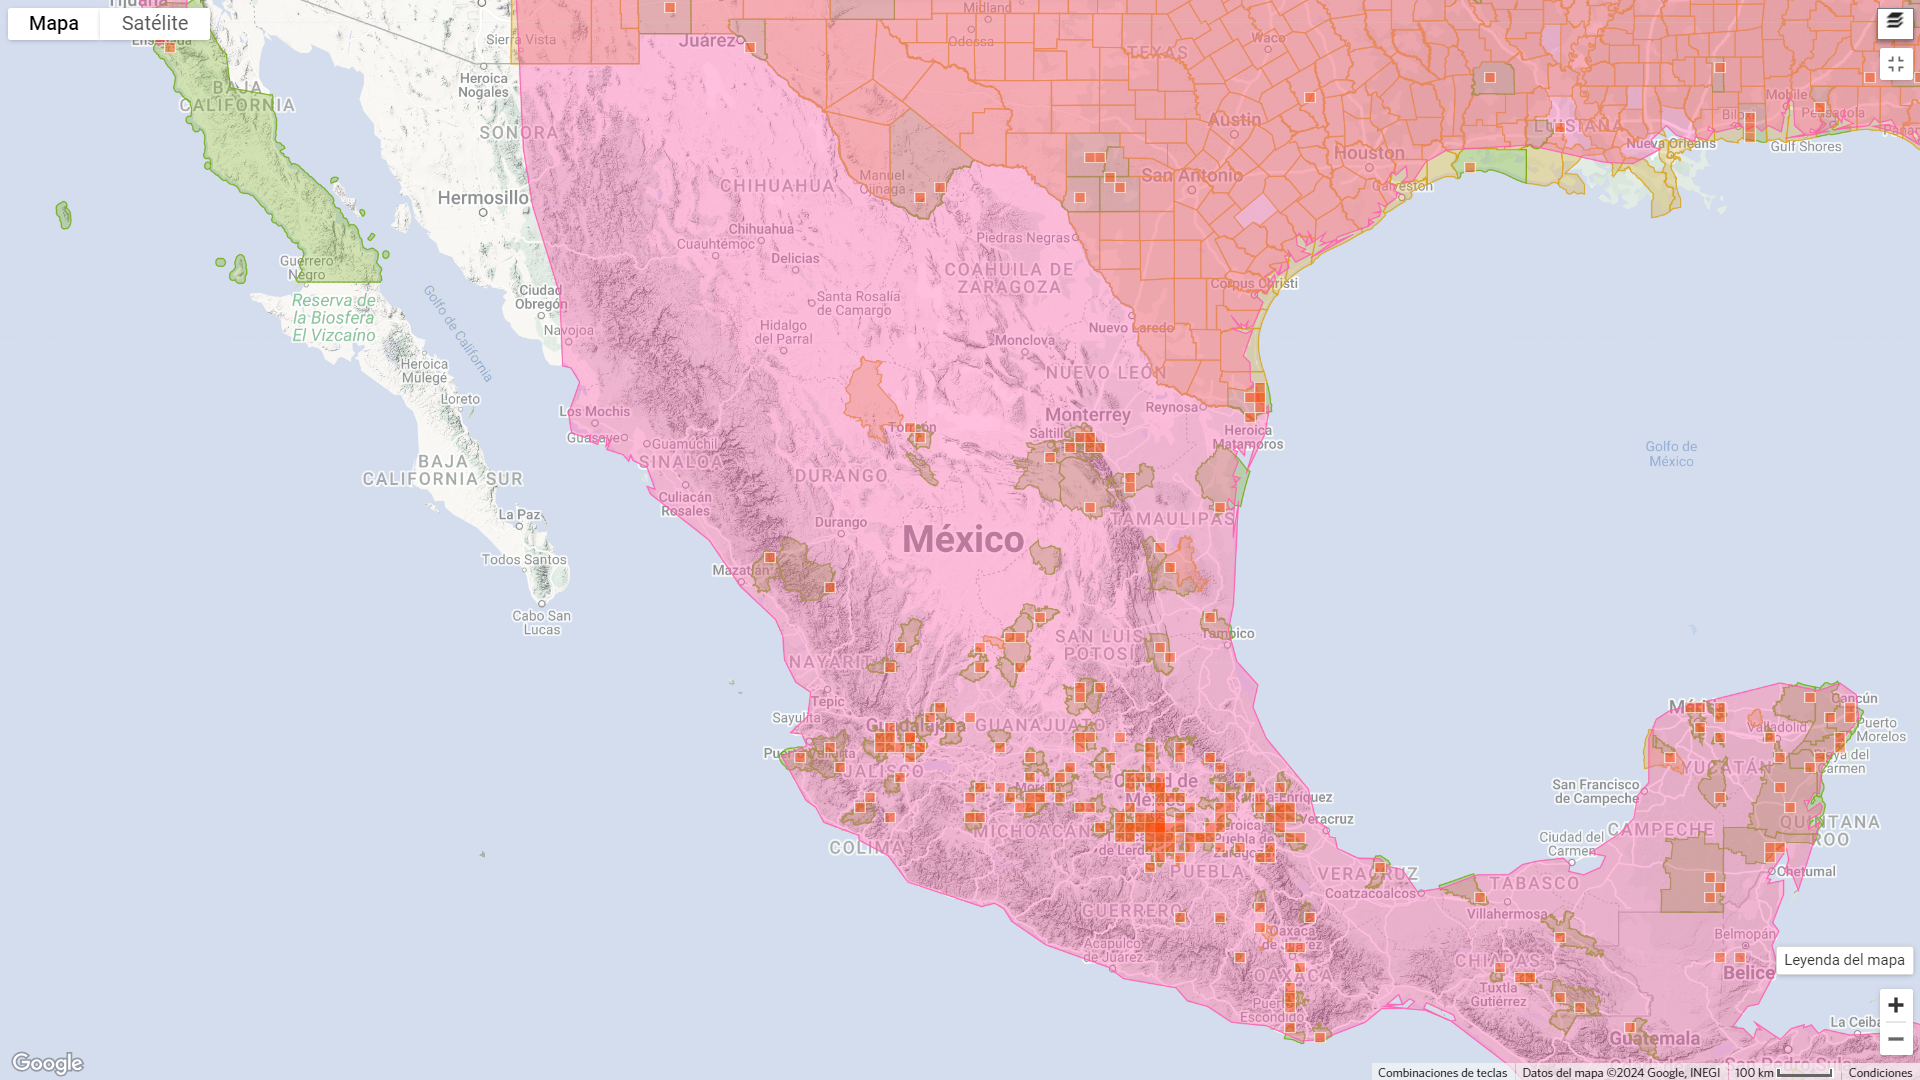 Mapa
Satélite
Tijuana
Ensenada
Sierra Vista
Juárez
Midland
Odessa
TEXAS
Waco
Heroica
Nogales
BAJA
CALIFORNIA
SONORA
Austin
LUISIANA
Mobile
Pensacola
Nueva Orleans
Gulf Shores
Houston
Galveston
San Antonio
Manuel
Ojinaga
CHIHUAHUA
Hermosillo
Chihuahua
Cuauhtémoc
Delicias
Piedras Negras
COAHUILA DE
ZARAGOZA
Corpus Christi
Guerrero
Negro
Reserva de
la Biosfera
El Vizcaíno
Golfo de California
Ciudad
Obregón
Navojoa
Santa Rosalía
de Camargo
Hidalgo
del Parral
Nuevo Laredo
Monclova
Heroica
Mulegé
Loreto
NUEVO LEÓN
Los Mochis
Guasave
Guamúchil
Torreón
Monterrey
Saltillo
Reynosa
Heroica
Matamoros
Golfo de
México
BAJA
CALIFORNIA SUR
SINALOA
DURANGO
Culiacán
Rosales
La Paz
Durango
México
TAMAULIPAS
Todos Santos
Mazatlán
Cabo San
Lucas
Tampico
SAN LUIS
POTOSÍ
NAYARIT
Tepic
Sayulita
Guadalajara
GUANAJUATO
Puerto Vallarta
JALISCO
Mérida
Cancún
Valladolid
Puerto
Morelos
Playa del
Carmen
YUCATÁN
San Francisco
de Campeche
Ciudad de
México
Morelia
Xalapa-Enríquez
Veracruz
MICHOACÁN
Toluca
de Lerdo
Heroica
Puebla de
Zaragoza
COLIMA
Ciudad del
Carmen
CAMPECHE
QUINTANA
ROO
PUEBLA
VERACRUZ
Coatzacoalcos
TABASCO
Villahermosa
Chetumal
GUERRERO
Acapulco
de Juárez
Oaxaca
de Juárez
OAXACA
CHIAPAS
Tuxtla
Gutiérrez
Belmopán
Belice
Leyenda del mapa
Puerto
Escondido
Guatemala
La Ceiba
San Pedro Sula
Google
Combinaciones de teclas
Datos del mapa ©2024 Google, INEGI
100 km
Condiciones